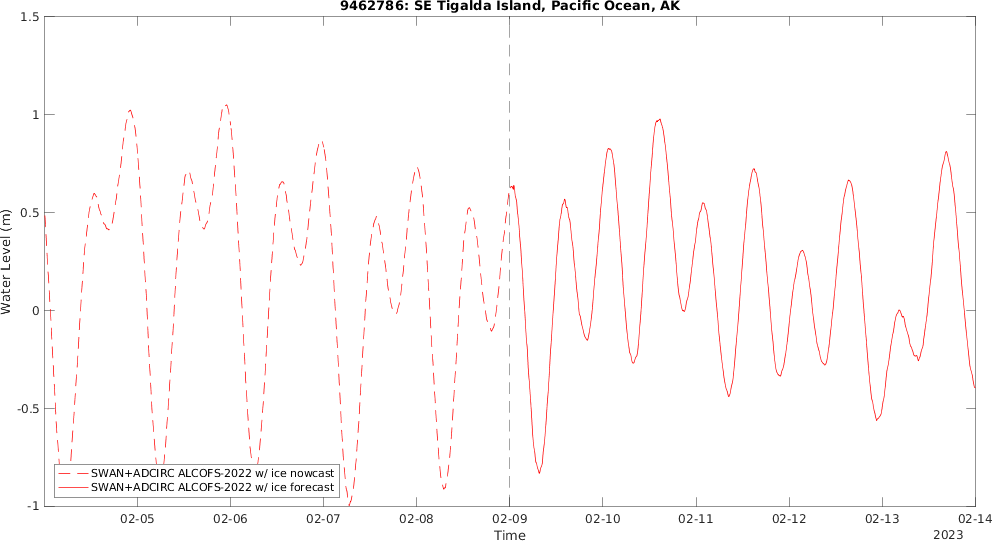 9462786: SE Tigalda Island, Pacific Ocean, AK
1.5
1
0.5
0
-0.5
-1
Water Level (m)
SWAN+ADCIRC ALCOFS-2022 w/ ice nowcast
SWAN+ADCIRC ALCOFS-2022 w/ ice forecast
02-05 02-06 02-07 02-08 02-09 02-10 02-11 02-12 02-13 02-14
Time
2023